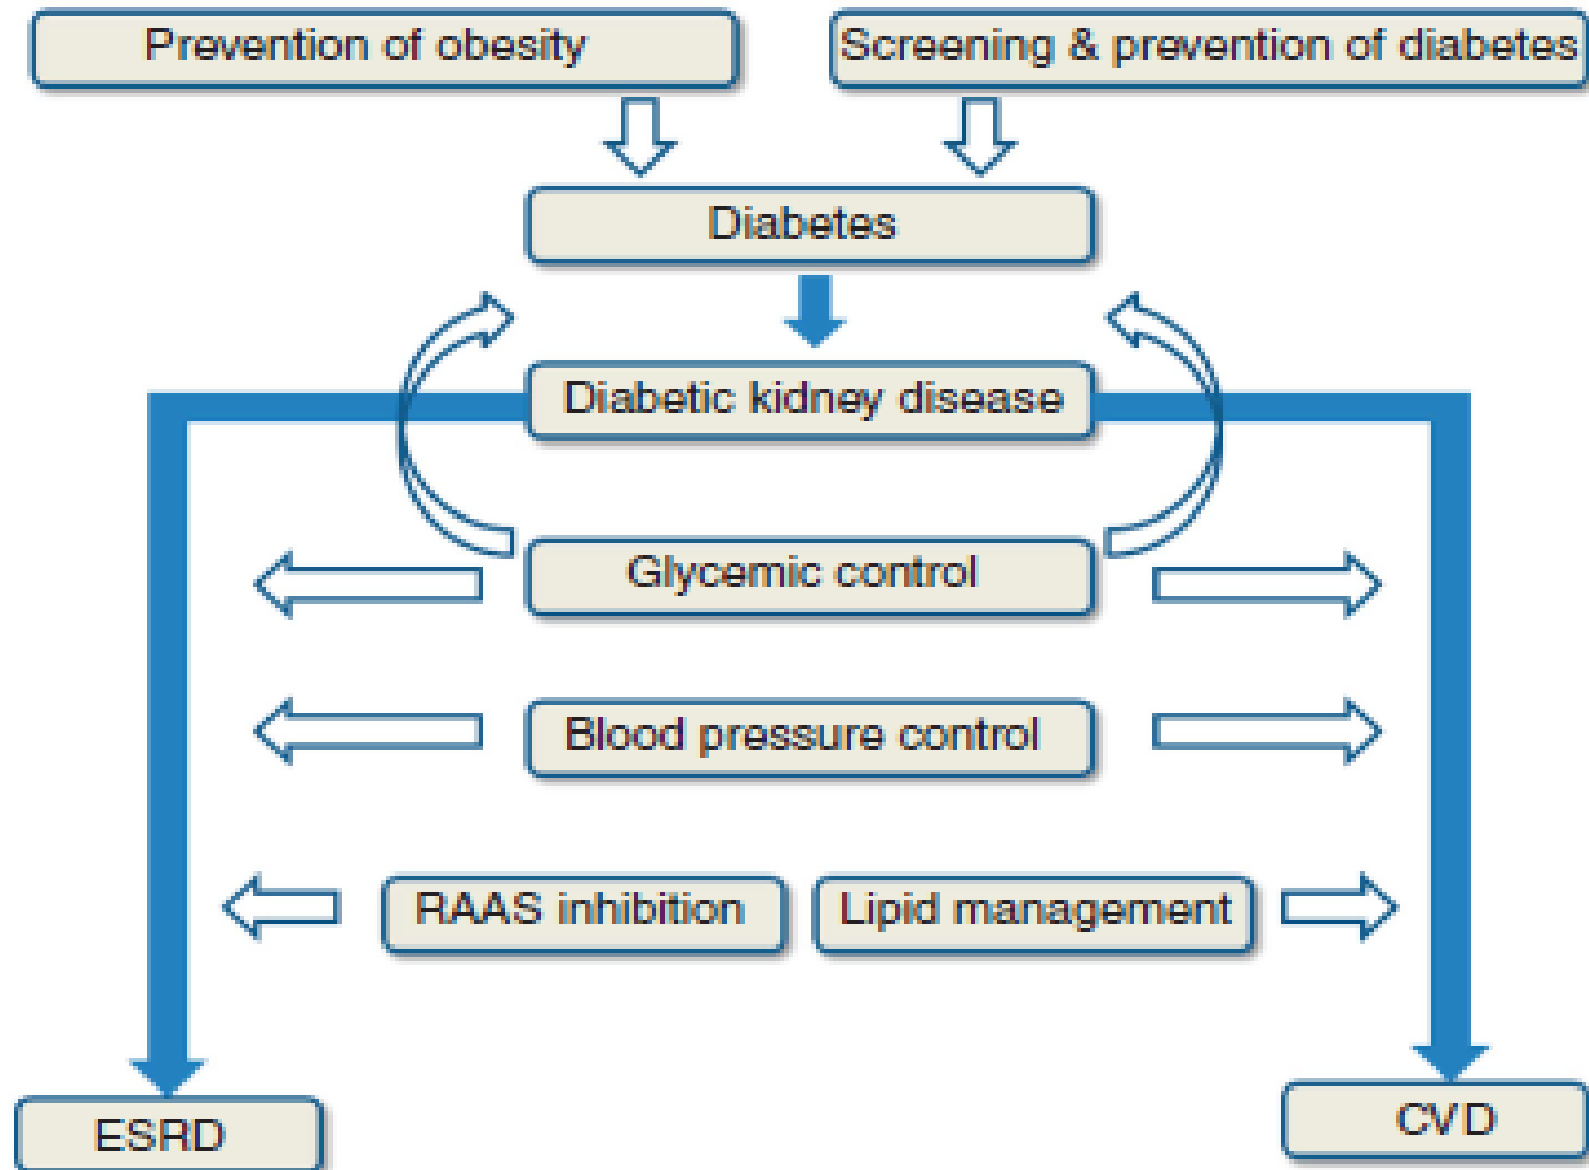 Prevention of obesity
Screening & prevention of diabetes
Diabetes
Diabetic kidney disease
Glycemic control
Blood pressure control
RAAS inhibition
Lipid management
ESRD
CVD